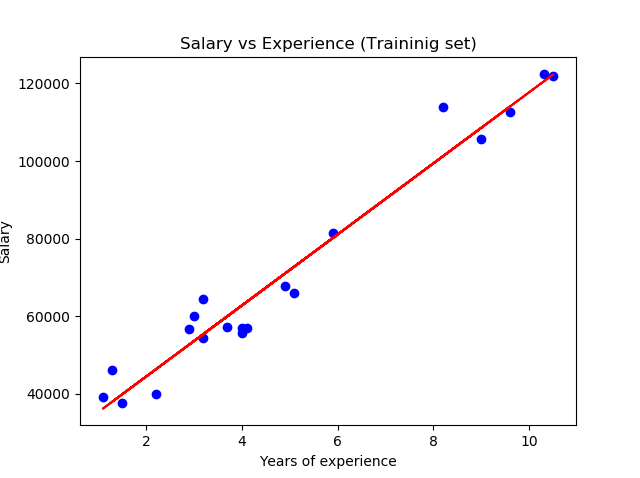 Salary vs Experience (Traininig set)
120000
100000
80000
60000
40000
Salary
2 4 6 8 10
Years of experience